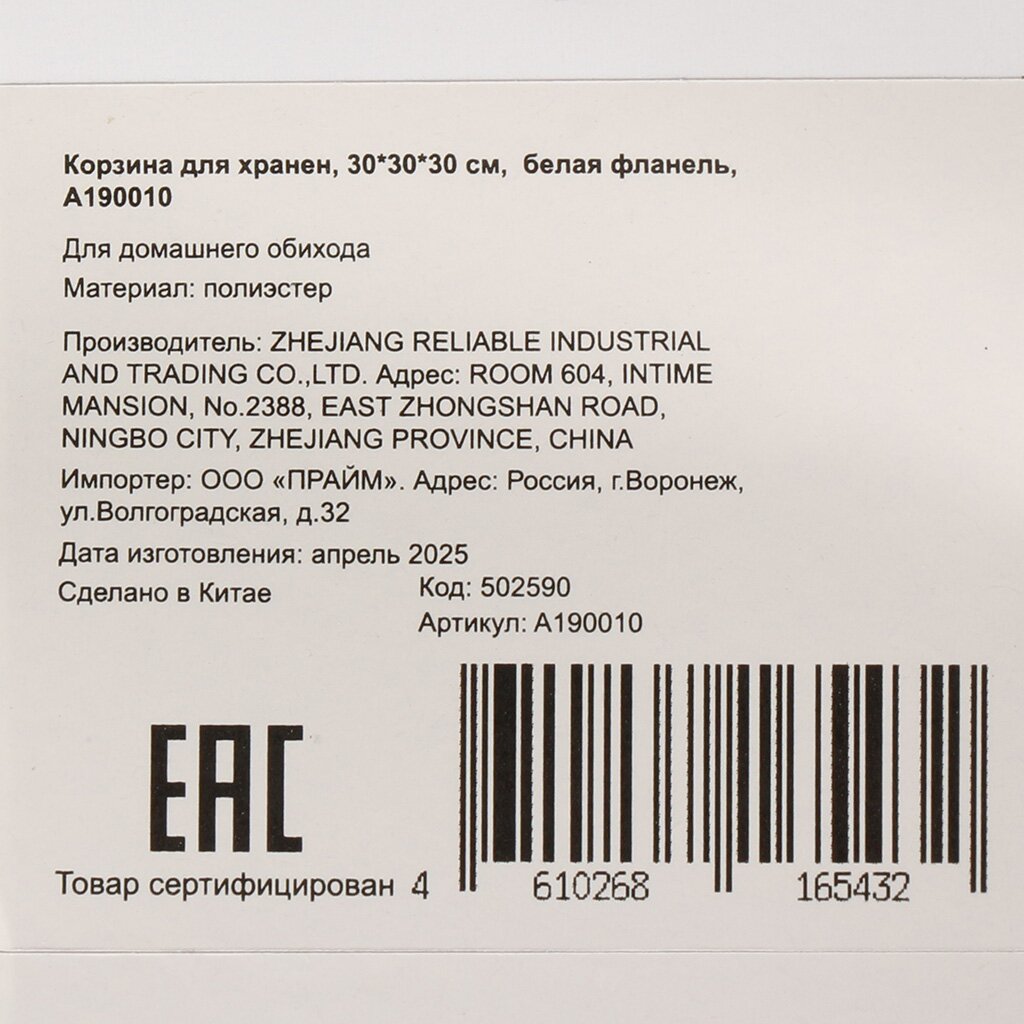 Корзина для хранен, 30*30*30 см, белая фланель,
А190010
Для домашнего обихода
Материал: полиэстер
Производитель: ZHEJIANG RELIABLE INDUSTRIAL
AND TRADING CO.,LTD. Адрес: ROOM 604, INTIME
MANSION, No.2388, EAST ZHONGSHAN ROAD,
NINGBO CITY, ZHEJIANG PROVINCE, CHINA
Импортер: ООО «ПРАЙМ». Адрес: Россия, г.Воронеж,
ул.Волгоградская, д.32
Дата изготовления: апрель 2025
Сделано в Китае
Код: 502590
Артикул: А190010
EAC
Товар сертифицирован
4 610268 165432